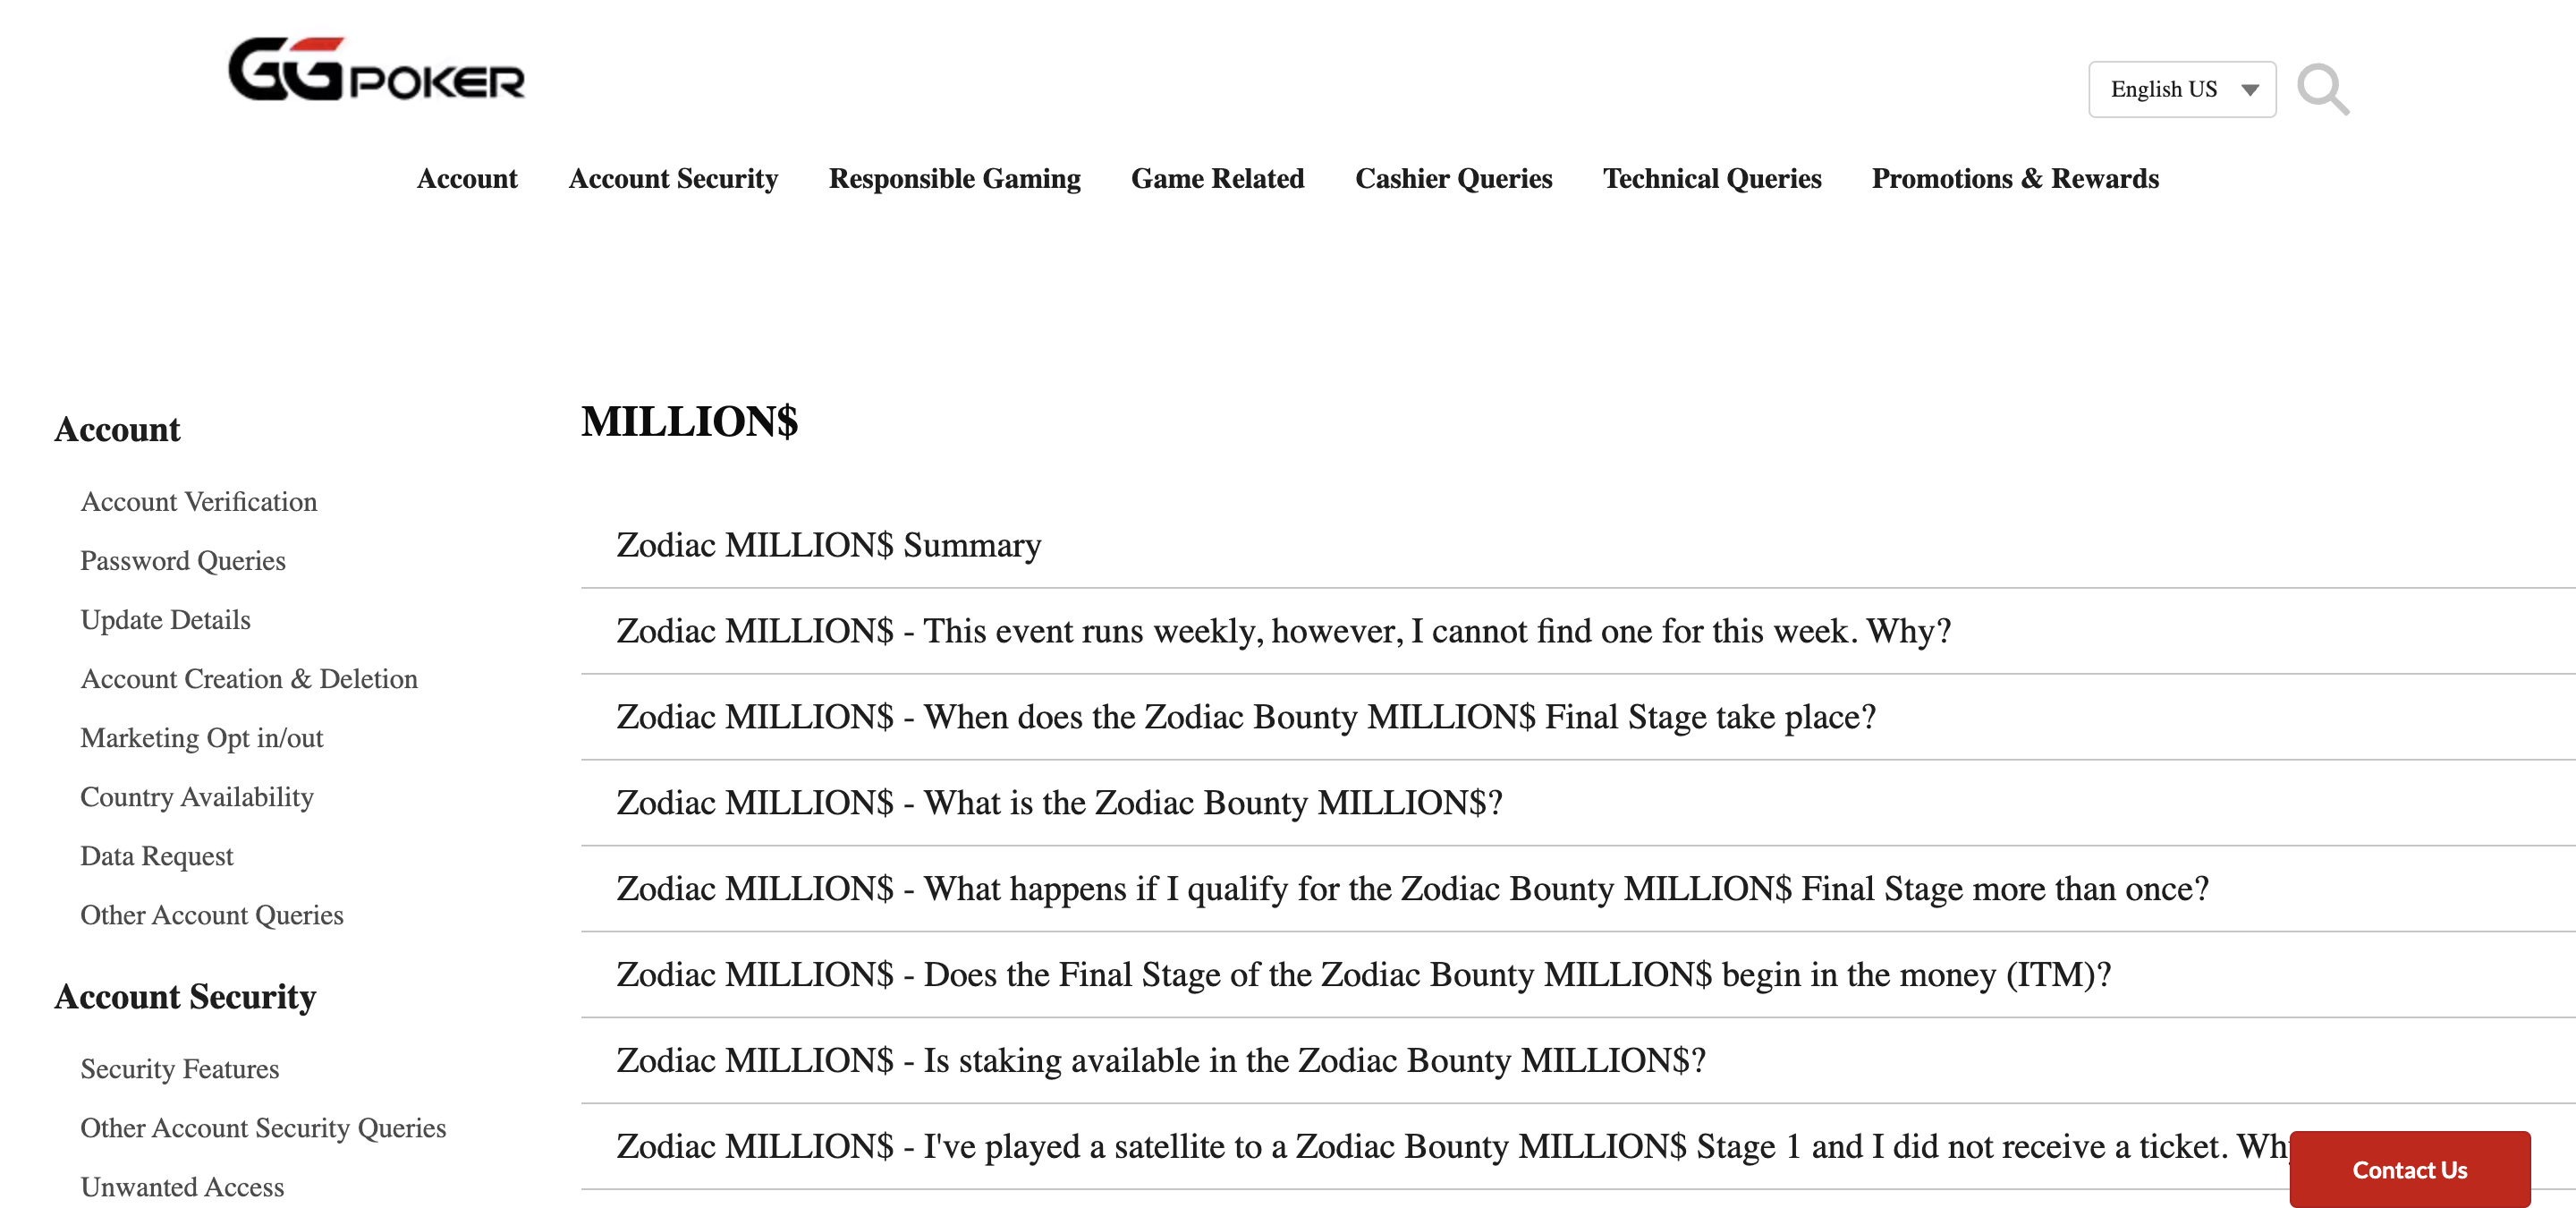 GGPOKER
English US
Account Account Security Responsible Gaming Game Related Cashier Queries Technical Queries Promotions & Rewards
Account
Account Verification
Password Queries
Update Details
Account Creation & Deletion
Marketing Opt in/out
Country Availability
Data Request
Other Account Queries
Account Security
Security Features
Other Account Security Queries
Unwanted Access
MILLION$
Zodiac MILLION$ Summary
Zodiac MILLION$ - This event runs weekly, however, I cannot find one for this week. Why?
Zodiac MILLION$ - When does the Zodiac Bounty MILLION$ Final Stage take place?
Zodiac MILLION$ - What is the Zodiac Bounty MILLION$?
Zodiac MILLION$ - What happens if I qualify for the Zodiac Bounty MILLION$ Final Stage more than once?
Zodiac MILLION$ - Does the Final Stage of the Zodiac Bounty MILLION$ begin in the money (ITM)?
Zodiac MILLION$ - Is staking available in the Zodiac Bounty MILLION$?
Zodiac MILLION$ - I've played a satellite to a Zodiac Bounty MILLION$ Stage 1 and I did not receive a ticket.
Contact Us